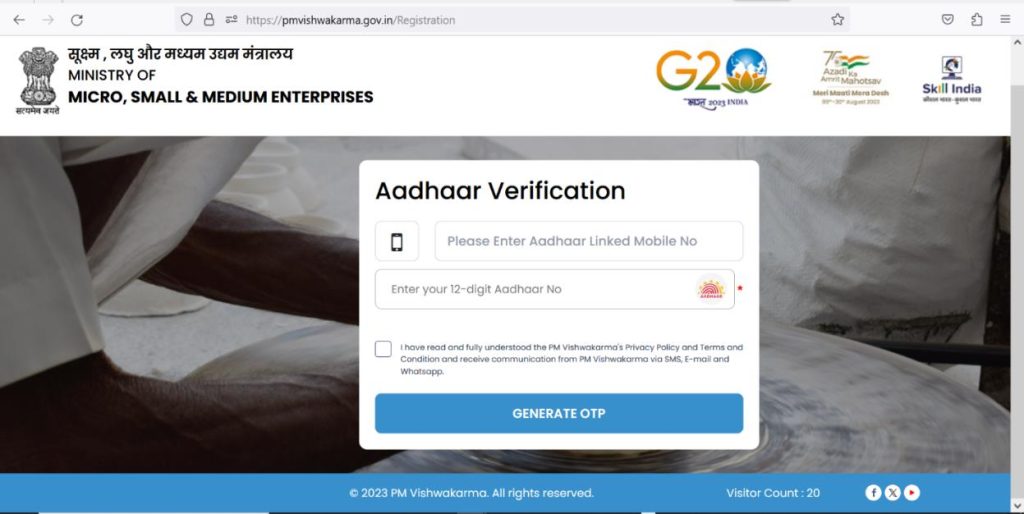 https://pmvishwakarma.gov.in/Registration
सूक्ष्म , लघु और मध्यम उद्यम मंत्रालय
MINISTRY OF
MICRO, SMALL & MEDIUM ENTERPRISES
सत्यमेव जयते
G20
भारत 2023 INDIA
75
Azadi Ka
Amrit Mahotsav
Meri Maati Mera Desh
09th-30th August 2023
Skill India
कौशल भारत-कुशल भारत
Aadhaar Verification
Please Enter Aadhaar Linked Mobile No
Enter your 12-digit Aadhaar No
AADHAAR
*
I have read and fully understood the PM Vishwakarma's Privacy Policy and Terms and
Condition and receive communication from PM Vishwakarma via SMS, E-mail and
Whatsapp.
GENERATE OTP
© 2023 PM Vishwakarma. All rights reserved.
Visitor Count : 20